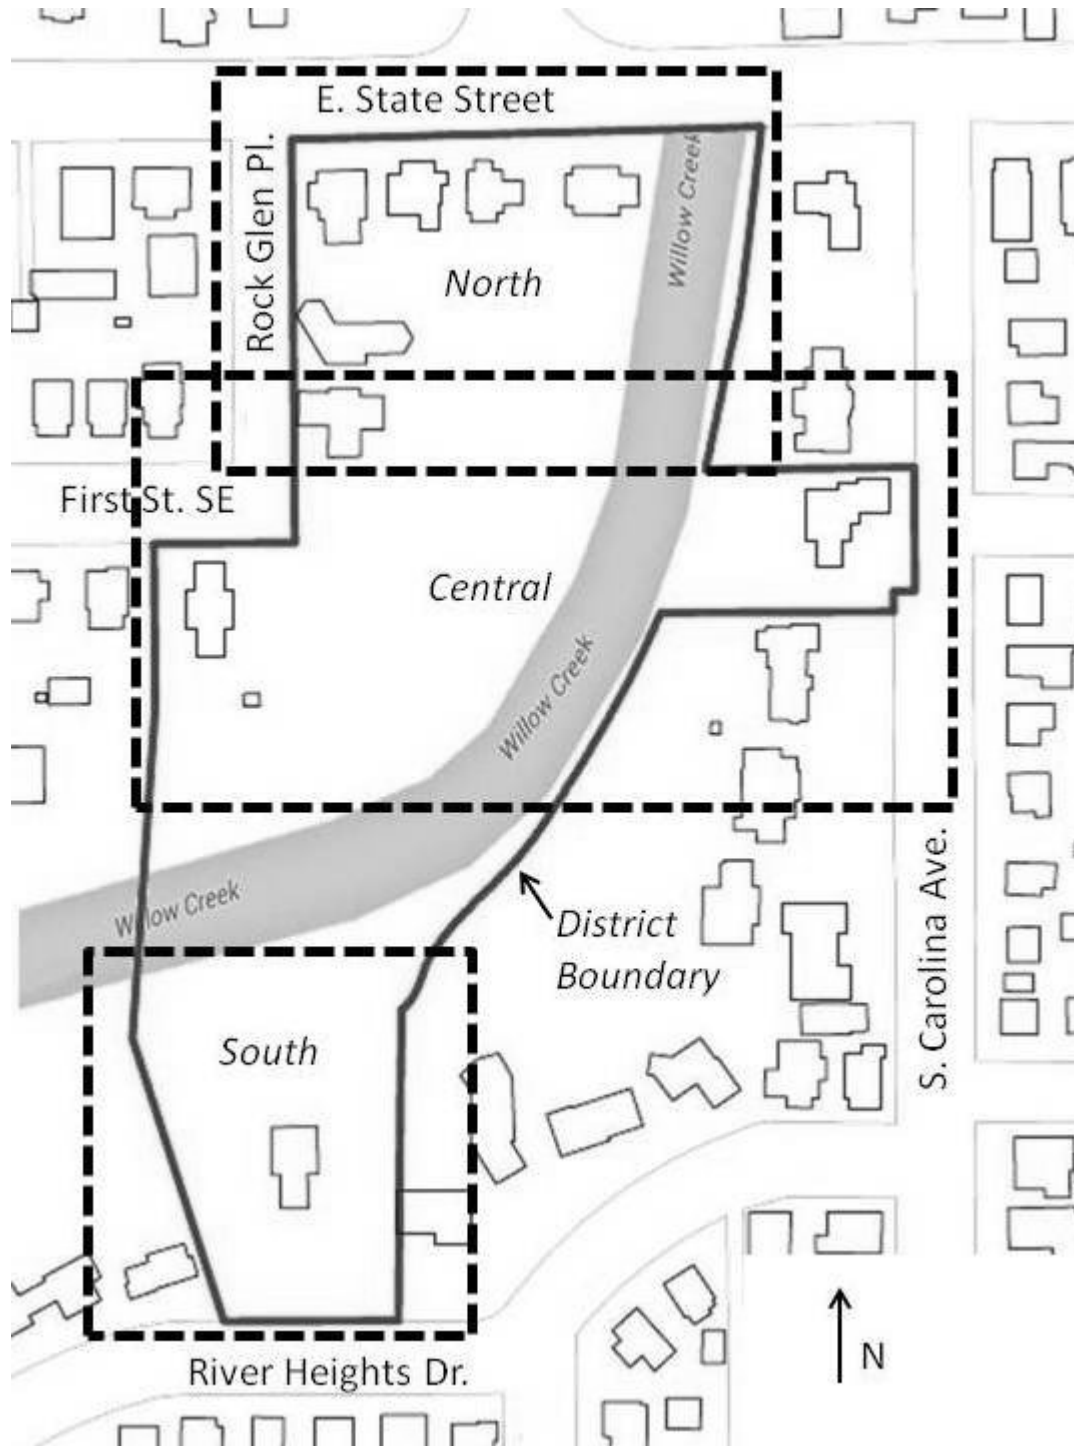 E. State Street
Rock Glen Pl.
Willow Creek
North
First St. SE
Central
Willow Creek
Willow Creek
District
Boundary
S. Carolina Ave.
South
N
River Heights Dr.